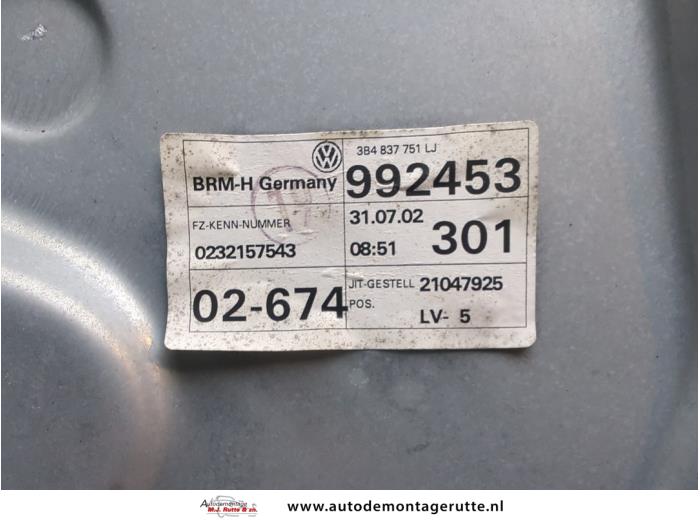 3B4 837 751 LJ
BRM-H Germany 992453
FZ-KENN-NUMMER 31.07.02
0232157543 08:51 301
02-674 JIT-GESTELL 21047925
POS.
LV- 5
Autodemontage
M.J. Rutte & zn.
www.autodemontagerutte.nl